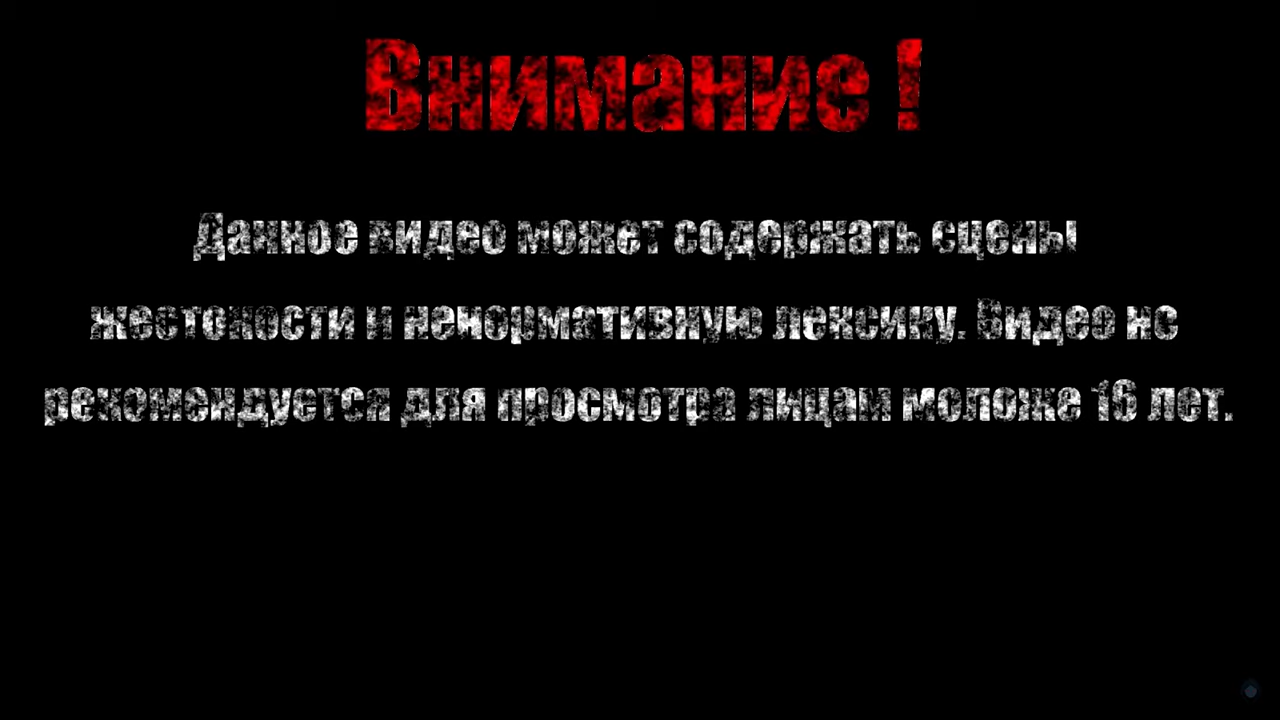 Внимание !
Данное видео может содержать сцены
жестокости и ненормативную лексику. Видео не
рекомендуется для просмотра лицам моложе 16 лет.